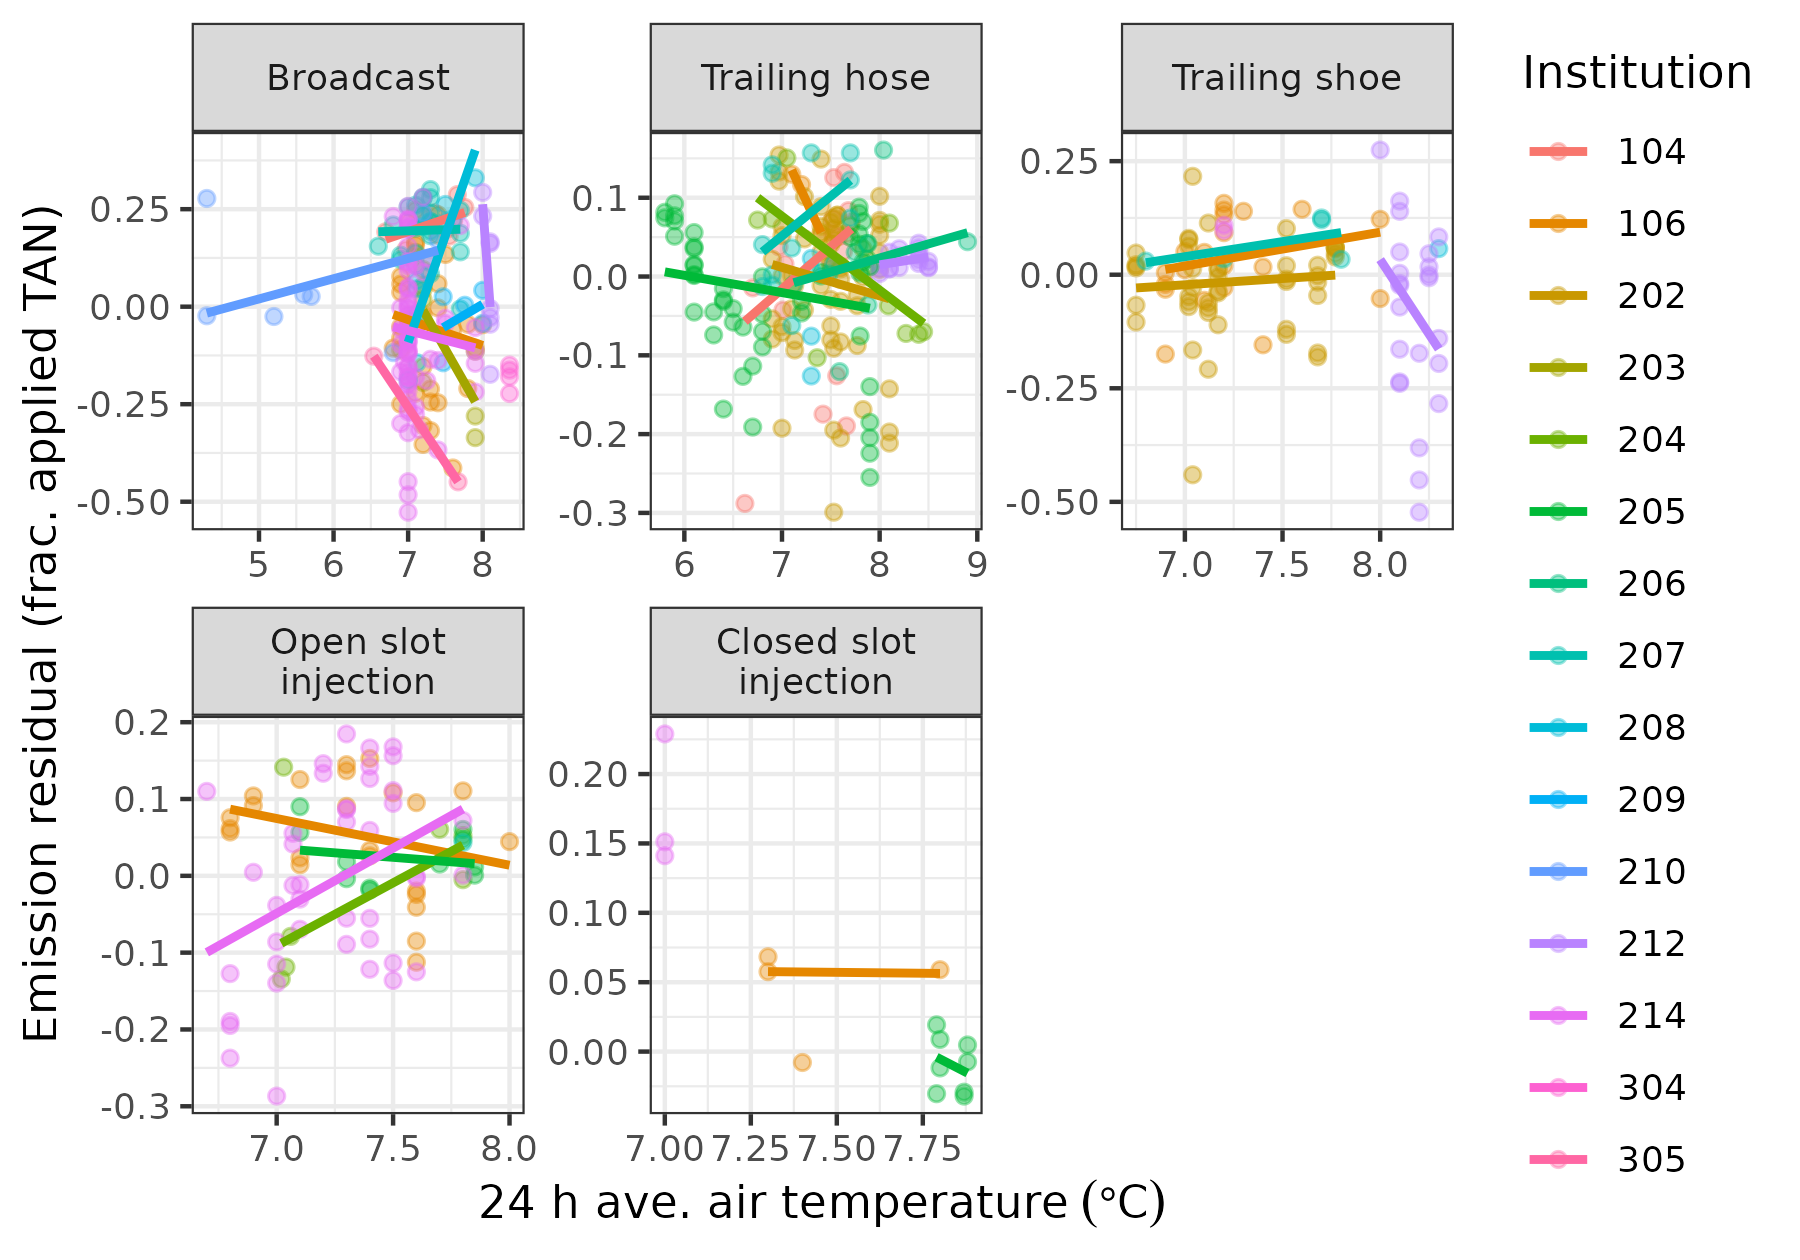 Broadcast
Trailing hose
Trailing shoe
Institution
104
106
202
203
204
205
206
207
208
209
210
212
214
304
305
Emission residual (frac. applied TAN)
0.25
0.00
-0.25
-0.50
5 6 7 8
0.1
0.0
-0.1
-0.2
-0.3
6 7 8 9
0.25
0.00
-0.25
-0.50
7.0 7.5 8.0
Open slot
injection
0.2
0.1
0.0
-0.1
-0.2
-0.3
7.0 7.5 8.0
Closed slot
injection
0.20
0.15
0.10
0.05
0.00
7.00 7.25 7.50 7.75
24 h ave. air temperature (°C)